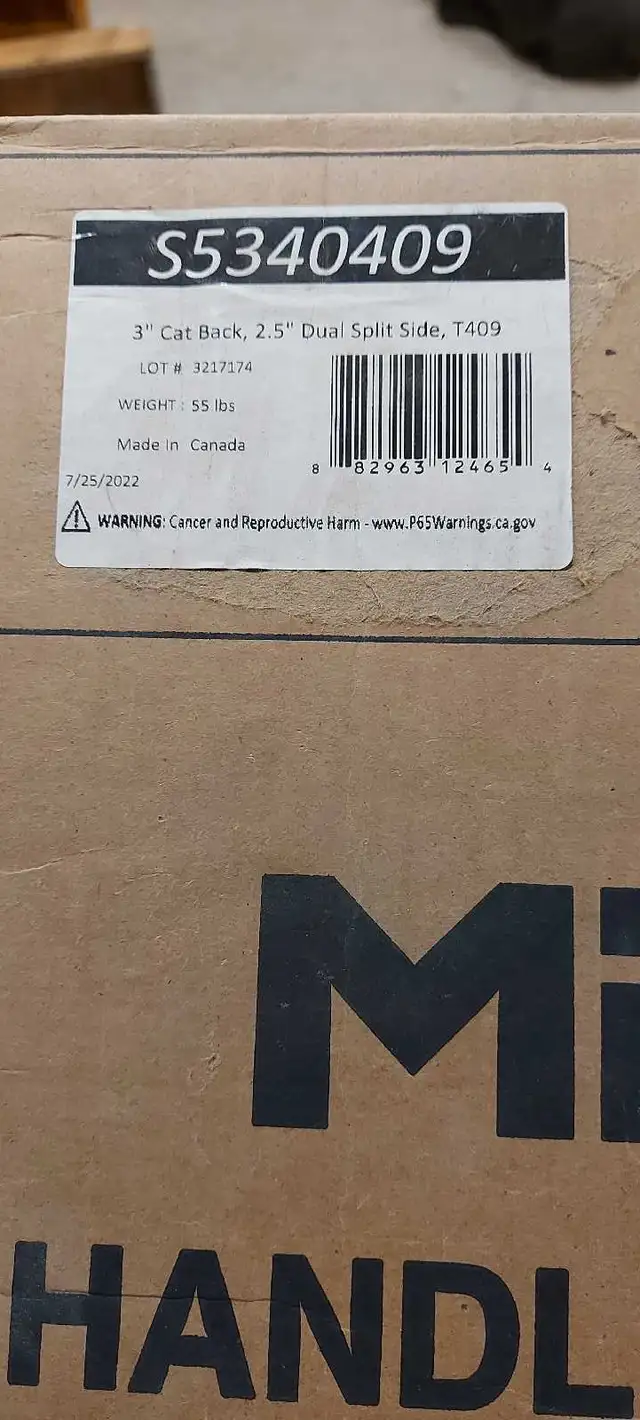 S5340409
3" Cat Back, 2.5" Dual Split Side, T409
LOT # 3217174
WEIGHT : 55 lbs
Made In Canada
8 82963 12465 4
7/25/2022
WARNING: Cancer and Reproductive Harm - www.P65Warnings.ca.gov
Mi
HANDL